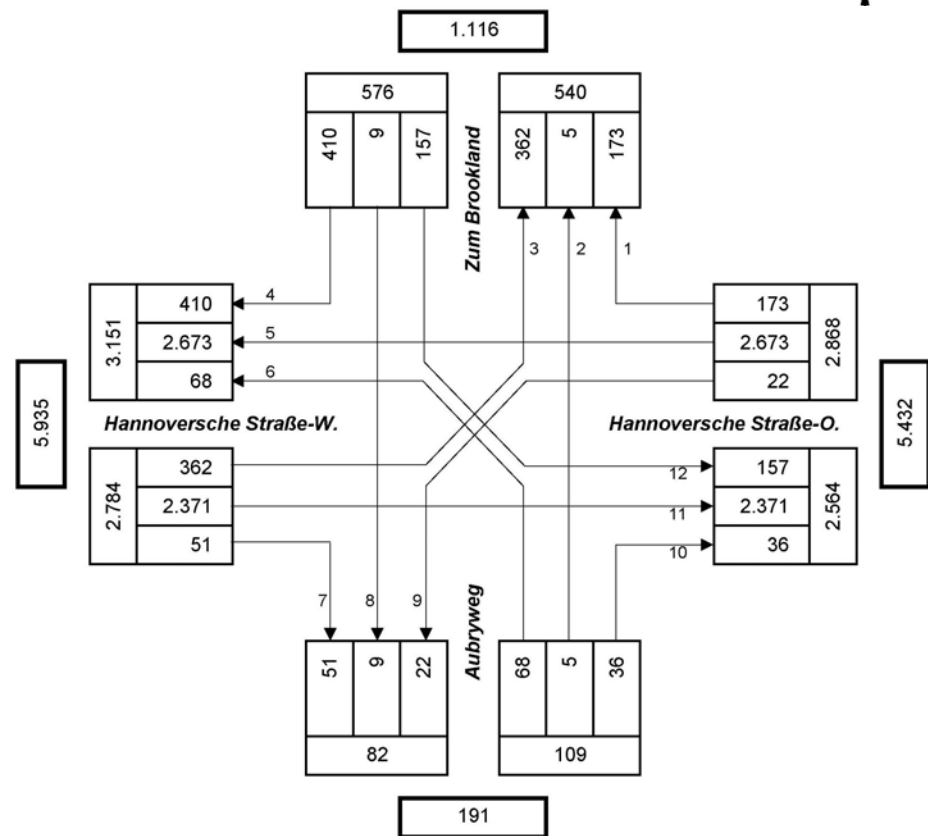 1.116
576 540
410 9 157 362 5 173
Zum Brookland
3 2 1
4 5 6
3.151 410
2.673
68
173 2.868
2.673
22
5.935
Hannoversche Straße-W.
Hannoversche Straße-O.
5.432
2.784 362
2.371
51
12 157 2.564
11 2.371
10 36
7 8 9
Aubryweg
51 9 22 68 5 36
82 109
191